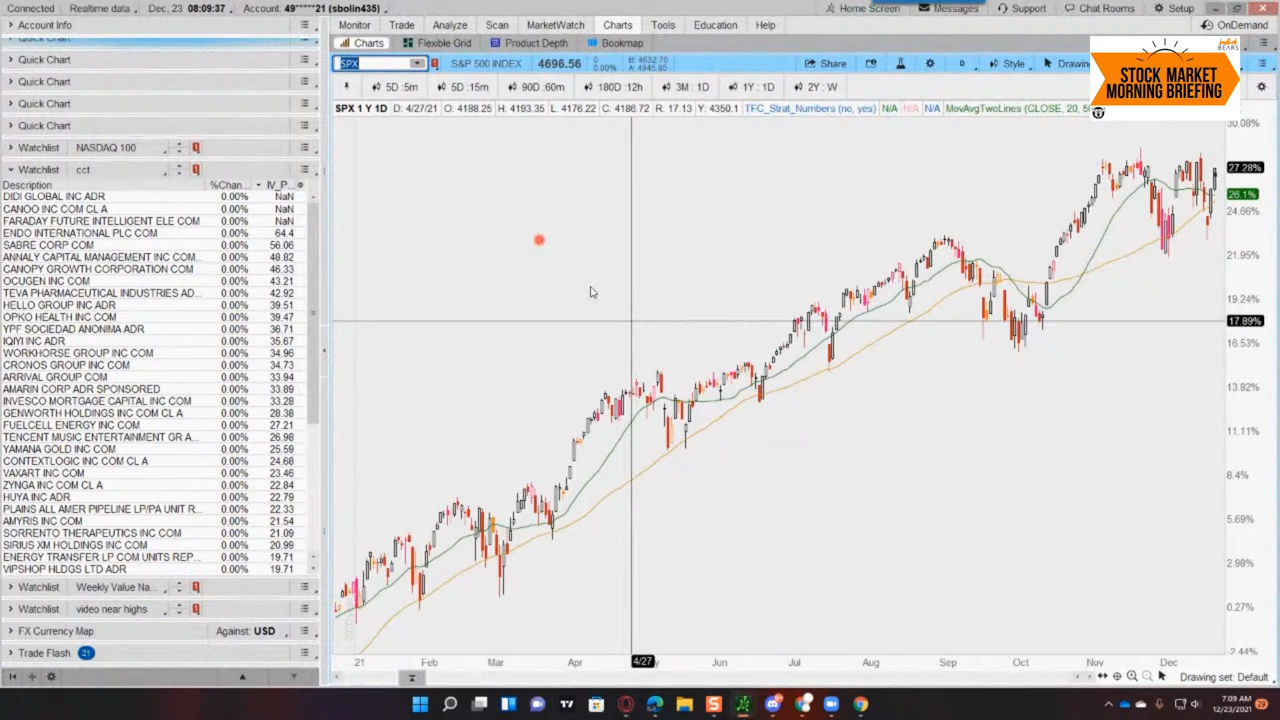 Connected Realtime data Dec, 23 08:09:37 Account: 49*****21 (sbolin435)
Home Screen Messages Support Chat Rooms Setup
Account Info
Monitor Trade Analyze Scan MarketWatch Charts Tools Education Help
OnDemand
Quick Chart
Charts Flexible Grid Product Depth Bookmap
Quick Chart
SPX S&P 500 INDEX 4696.56 0.00% B: 4632.70
0.00% A: 4945.85
Share D Style Drawing
BEARS
STOCK MARKET
MORNING BRIEFING
Quick Chart
5D :5m 5D :15m 90D :60m 180D :12h 3M : 1D 1Y : 1D 2Y : W
Quick Chart
SPX 1 Y 1D D: 4/27/21 O: 4188.25 H: 4193.35 L: 4176.22 C: 4186.72 R: 17.13 Y: 4350.1 TFC_Strat_Numbers (no, yes) N/A N/A N/A MovAvgTwoLines (CLOSE, 20, 50
Quick Chart
Watchlist NASDAQ 100
Watchlist cct
Description %Chan... IV_P...
DIDI GLOBAL INC ADR 0.00% NaN
CANOO INC COM CL A 0.00% NaN
FARADAY FUTURE INTELLIGENT ELE COM 0.00% NaN
ENDO INTERNATIONAL PLC COM 0.00% 64.4
SABRE CORP COM 0.00% 56.06
ANNALY CAPITAL MANAGEMENT INC COM 0.00% 48.82
CANOPY GROWTH CORPORATION COM 0.00% 46.33
OCUGEN INC COM 0.00% 43.21
TEVA PHARMACEUTICAL INDUSTRIES AD... 0.00% 42.92
HELLO GROUP INC ADR 0.00% 39.51
OPKO HEALTH INC COM 0.00% 39.47
YPF SOCIEDAD ANONIMA ADR 0.00% 36.71
IQIYI INC ADR 0.00% 35.67
WORKHORSE GROUP INC COM 0.00% 34.96
CRONOS GROUP INC COM 0.00% 34.73
ARRIVAL GROUP COM 0.00% 33.94
AMARIN CORP ADR SPONSORED 0.00% 33.89
INVESCO MORTGAGE CAPITAL INC COM 0.00% 33.28
GENWORTH HOLDINGS INC COM CL A 0.00% 28.38
FUELCELL ENERGY INC COM 0.00% 27.21
TENCENT MUSIC ENTERTAINMENT GR A... 0.00% 26.98
YAMANA GOLD INC COM 0.00% 25.59
CONTEXTLOGIC INC COM CL A 0.00% 24.68
VAXART INC COM 0.00% 23.46
ZYNGA INC COM CL A 0.00% 22.84
HUYA INC ADR 0.00% 22.79
PLAINS ALL AMER PIPELINE LP/PA UNIT R... 0.00% 22.33
AMYRIS INC COM 0.00% 21.54
SORRENTO THERAPEUTICS INC COM 0.00% 21.09
SIRIUS XM HOLDINGS INC COM 0.00% 20.99
ENERGY TRANSFER LP COM UNITS REP... 0.00% 19.71
VIPSHOP HLDGS LTD ADR 0.00% 19.71
Watchlist Weekly Value Na...
Watchlist video near highs
FX Currency Map Against: USD
Trade Flash 21
30.08%
27.28%
26.1%
24.66%
21.95%
19.24%
17.89%
16.53%
13.82%
11.11%
8.4%
5.69%
2.98%
0.27%
-2.44%
21 Feb Mar Apr 4/27 Jun Jul Aug Sep Oct Nov Dec
Drawing set: Default
7:09 AM
12/23/2021
29